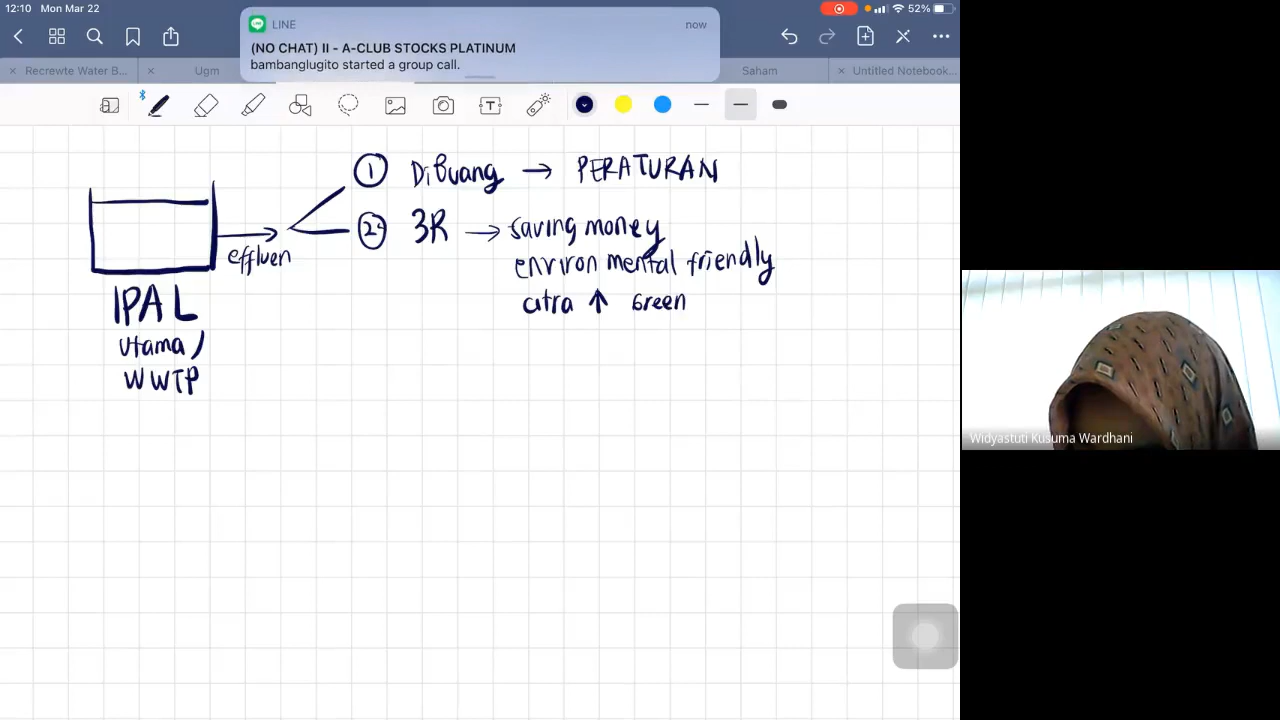 12:10 Mon Mar 22
52%
LINE
now
(NO CHAT) II - A-CLUB STOCKS PLATINUM
bambanglugito started a group call.
Recrewte Water B...
Ugm
Saham
Untitled Notebook...
1 DiBuang → PERATURAN
2 3R → saving money
environmental friendly
citra ↑ Green
effluen
IPAL
Utama /
WWTP
Widyastuti Kusuma Wardhani